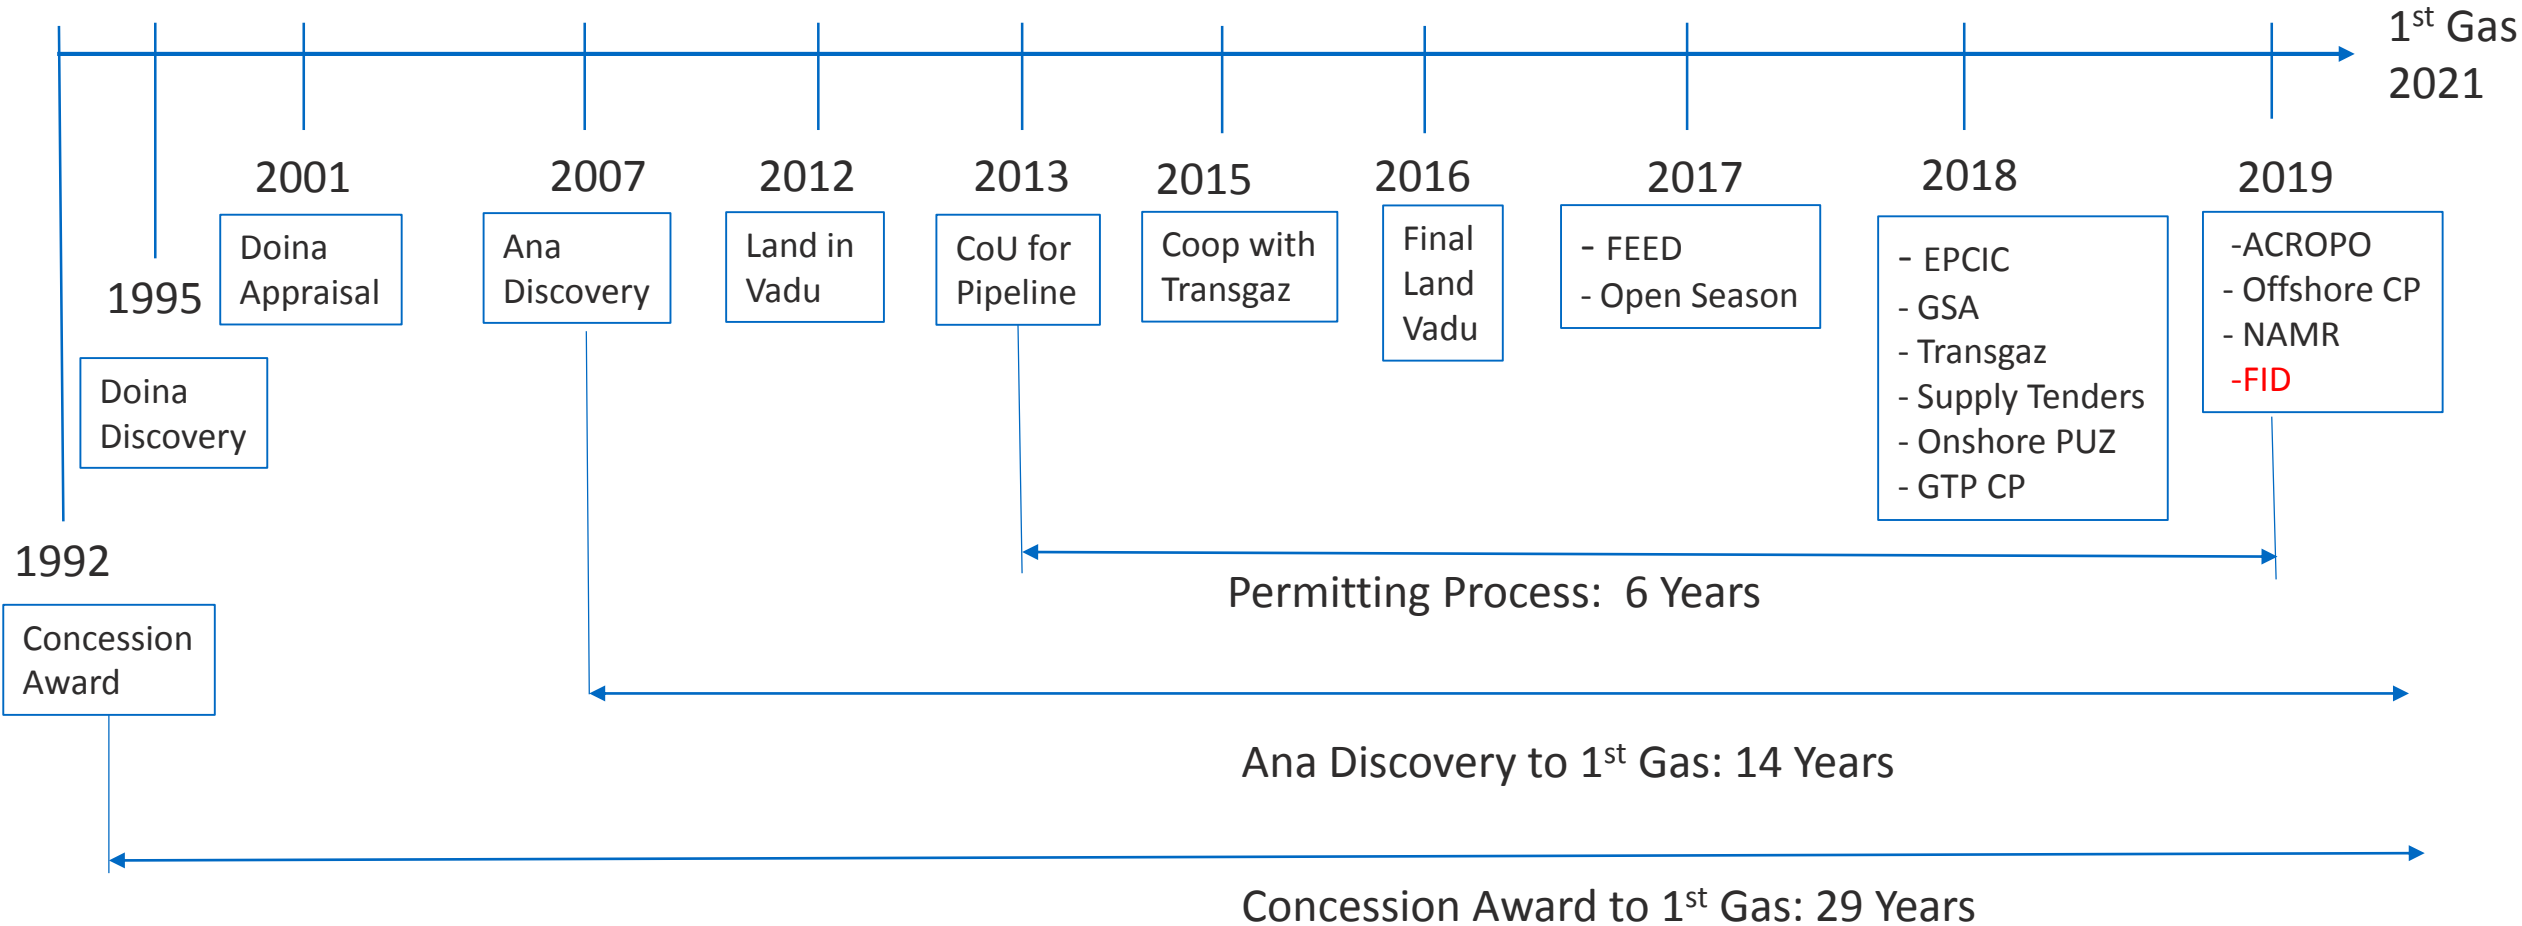 1st Gas
2021
2001
Doina
Appraisal
2007
Ana
Discovery
2012
Land in
Vadu
2013
CoU for
Pipeline
2015
Coop with
Transgaz
2016
Final
Land
Vadu
2017
- FEED
- Open Season
2018
- EPCIC
- GSA
- Transgaz
- Supply Tenders
- Onshore PUZ
- GTP CP
2019
-ACROPO
- Offshore CP
- NAMR
-FID
1995
Doina
Discovery
1992
Concession
Award
Permitting Process:  6 Years
Ana Discovery to 1st Gas: 14 Years
Concession Award to 1st Gas: 29 Years